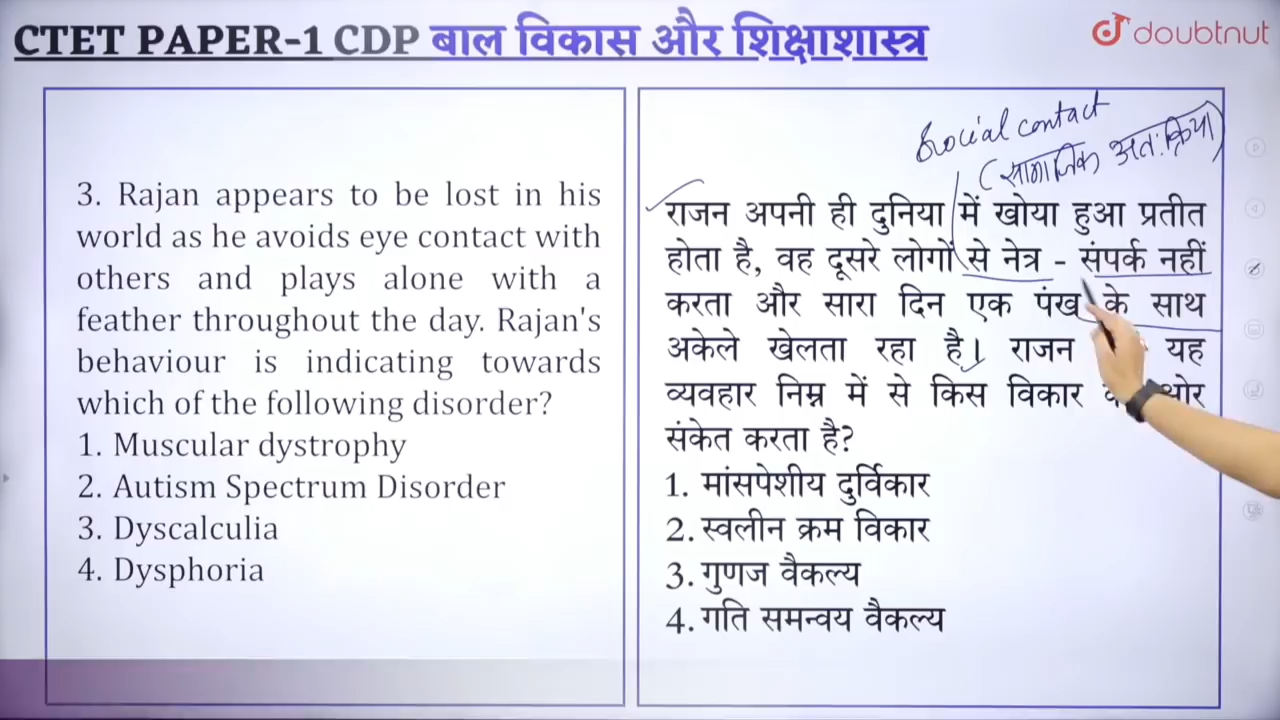 CTET PAPER-1 CDP बाल विकास और शिक्षाशास्त्र
doubtnut
3. Rajan appears to be lost in his
world as he avoids eye contact with
others and plays alone with a
feather throughout the day. Rajan's
behaviour is indicating towards
which of the following disorder?
1. Muscular dystrophy
2. Autism Spectrum Disorder
3. Dyscalculia
4. Dysphoria
Social contact
(सामाजिक अतः क्रिया)
राजन अपनी ही दुनिया में खोया हुआ प्रतीत
होता है, वह दूसरे लोगों से नेत्र - संपर्क नहीं
करता और सारा दिन एक पंख के साथ
अकेले खेलता रहा है। राजन यह
व्यवहार निम्न में से किस विकार ओर
संकेत करता है?
1. मांसपेशीय दुर्विकार
2. स्वलीन क्रम विकार
3. गुणज वैकल्य
4. गति समन्वय वैकल्य